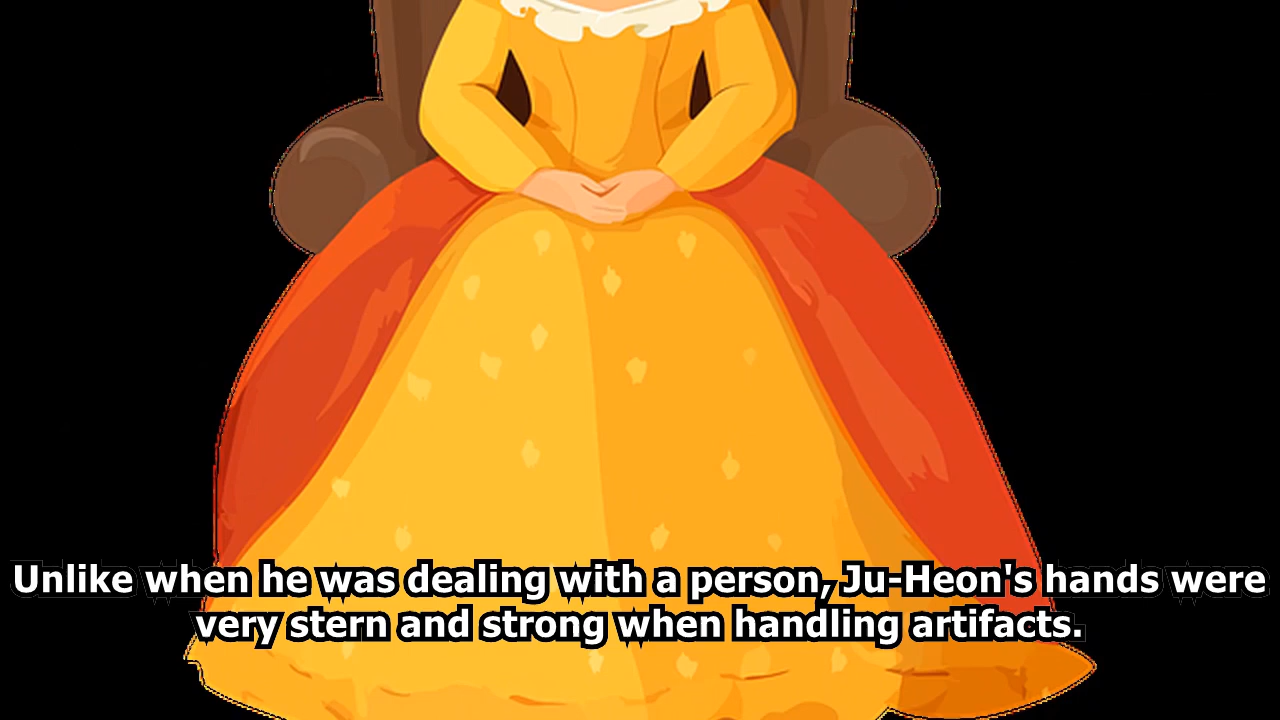 Unlike when he was dealing with a person, Ju-Heon's hands were
very stern and strong when handling artifacts.